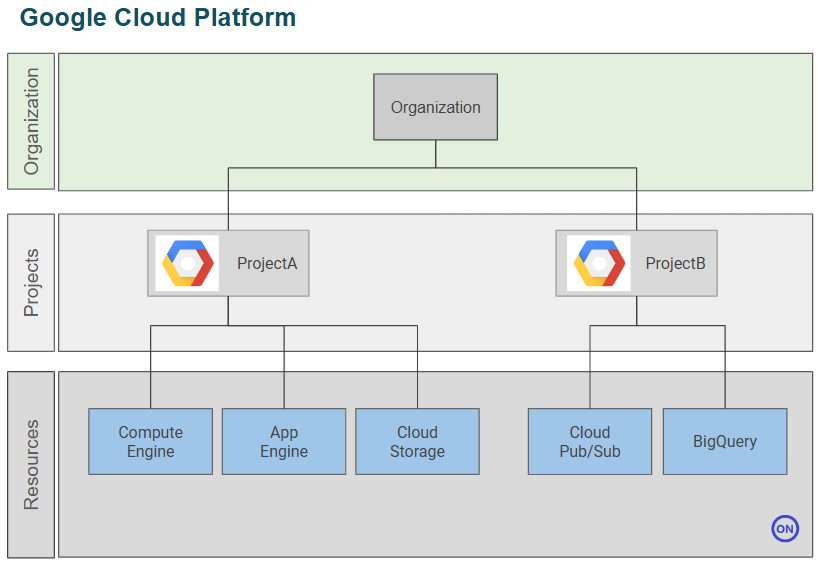 Google Cloud Platform
Organization
Organization
Projects
ProjectA
ProjectB
Resources
Compute
Engine
App
Engine
Cloud
Storage
Cloud
Pub/Sub
BigQuery
ON